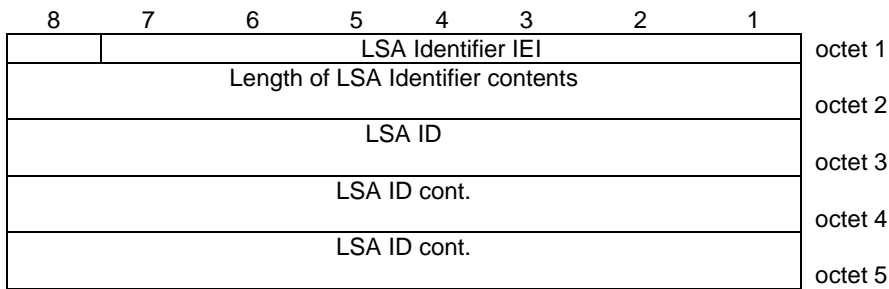 8 7 6 5 4 3 2 1
LSA Identifier IEI octet 1
Length of LSA Identifier contents
octet 2
LSA ID
octet 3
LSA ID cont.
octet 4
LSA ID cont.
octet 5